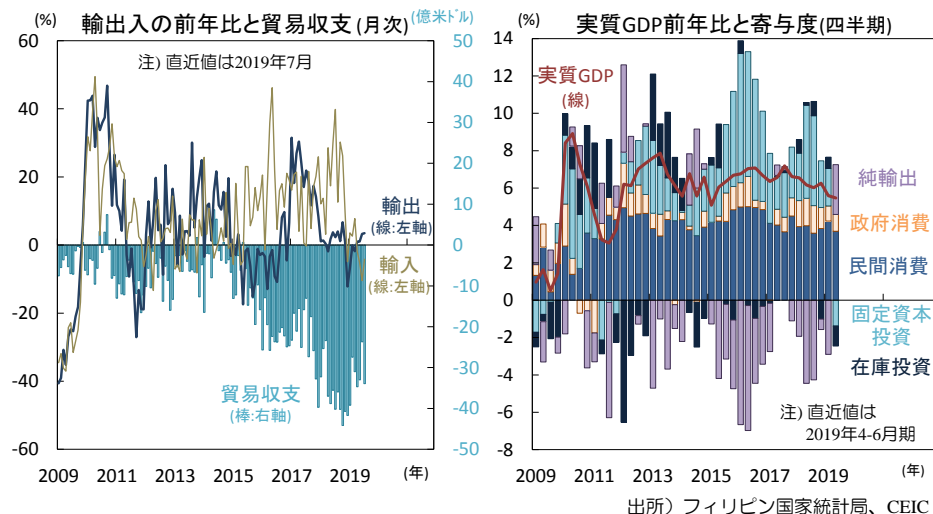 輸出入の前年比と貿易収支(月次)
(%)
(億米ドル)
注) 直近値は2019年7月
60
40
20
0
-20
-40
-60
50
40
30
20
10
0
-10
-20
-30
-40
-50
輸出
(線:左軸)
輸入
(線:左軸)
貿易収支
(棒:右軸)
2009 2011 2013 2015 2017 2019 (年)
実質GDP前年比と寄与度(四半期)
(%)
14
12
10
8
6
4
2
0
-2
-4
-6
-8
実質GDP
(線)
純輸出
政府消費
民間消費
固定資本
投資
在庫投資
注) 直近値は
2019年4-6月期
2009 2011 2013 2015 2017 2019 (年)
出所）フィリピン国家統計局、CEIC